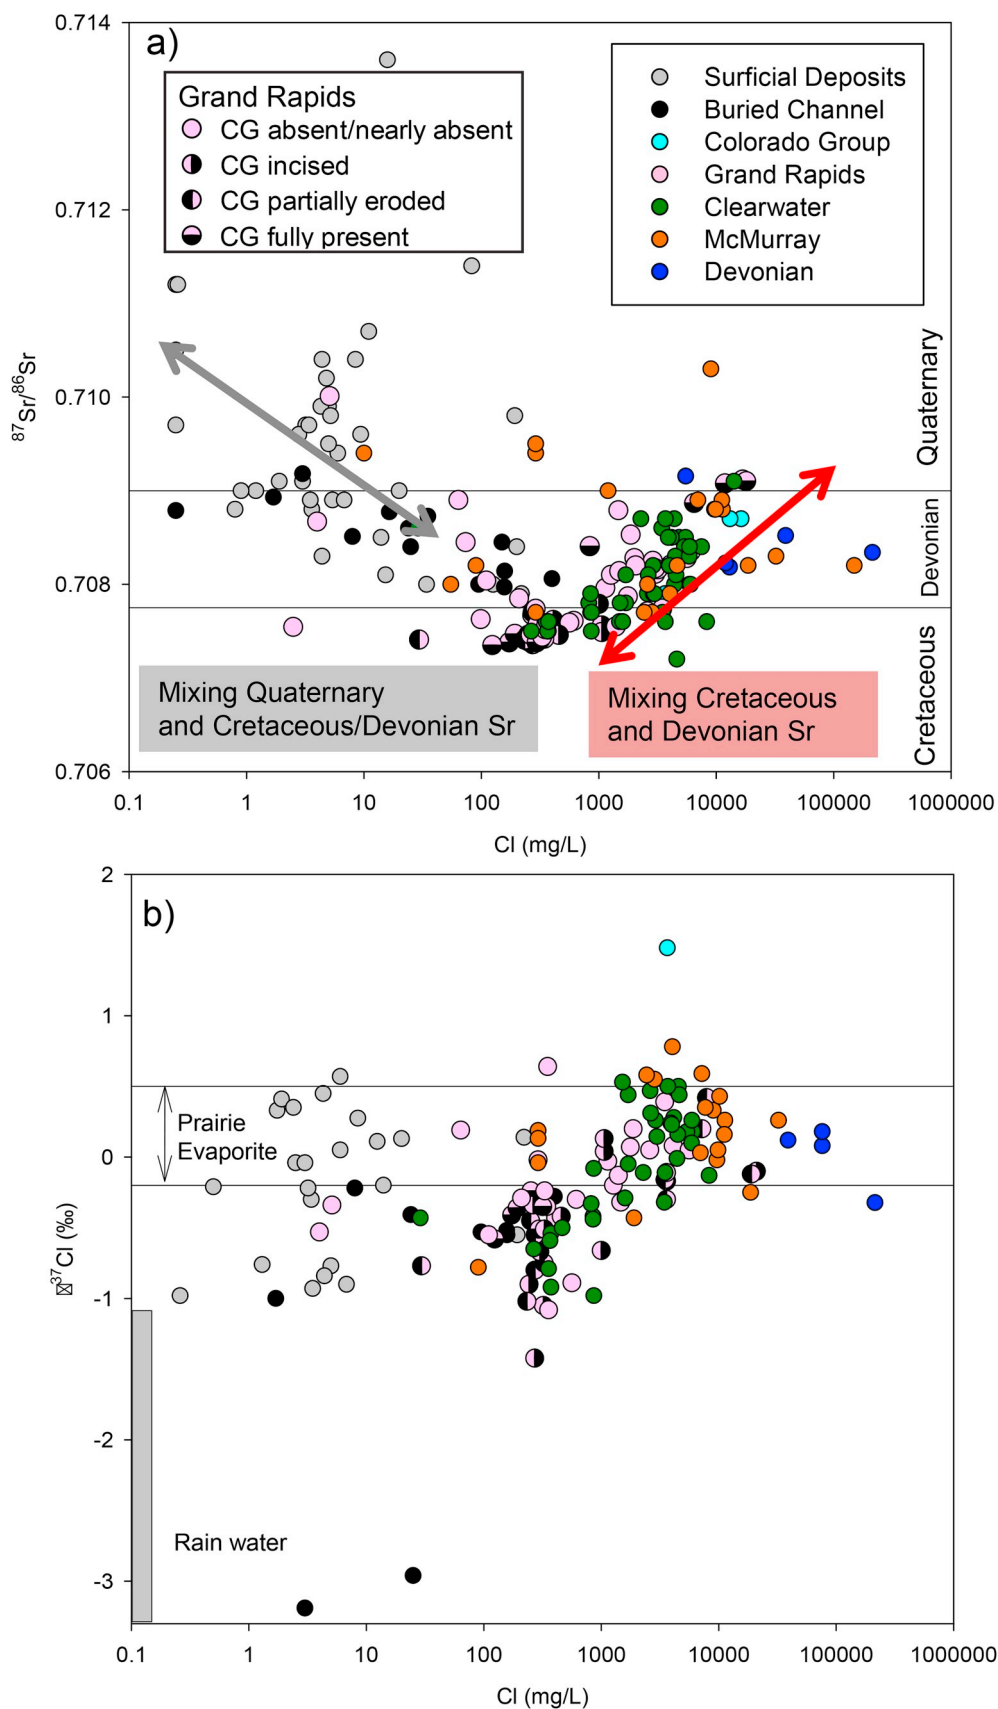 0.714
a)
Grand Rapids
CG absent/nearly absent
CG incised
CG partially eroded
CG fully present
Surficial Deposits
Buried Channel
Colorado Group
Grand Rapids
Clearwater
McMurray
Devonian
0.712
0.710
0.708
0.706
87Sr/86Sr
Quaternary
Devonian
Cretaceous
Mixing Quaternary
and Cretaceous/Devonian Sr
Mixing Cretaceous
and Devonian Sr
0.1 1 10 100 1000 10000 100000 1000000
Cl (mg/L)
2
b)
1
Prairie
Evaporite
0
-1
-2
-3
37Cl (‰)
Rain water
0.1 1 10 100 1000 10000 100000 1000000
Cl (mg/L)